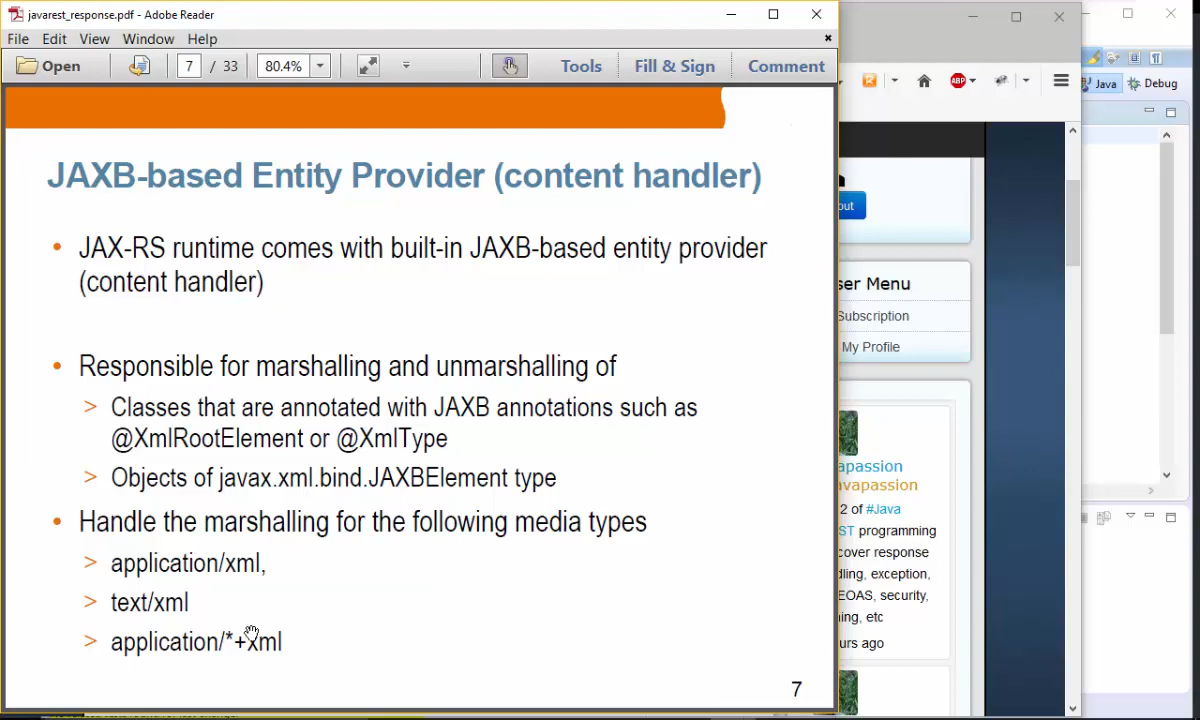 javarest_response.pdf - Adobe Reader
File Edit View Window Help
Open 7 / 33 80.4% Tools Fill & Sign Comment
ABP
Java Debug
JAXB-based Entity Provider (content handler)
• JAX-RS runtime comes with built-in JAXB-based entity provider
(content handler)
• Responsible for marshalling and unmarshalling of
> Classes that are annotated with JAXB annotations such as
@XmlRootElement or @XmlType
> Objects of javax.xml.bind.JAXBElement type
• Handle the marshalling for the following media types
> application/xml,
> text/xml
> application/*+xml
7
out
ser Menu
Subscription
My Profile
apassion
avapassion
2 of #Java
ST programming
cover response
dling, exception,
EOAS, security,
ing, etc
urs ago